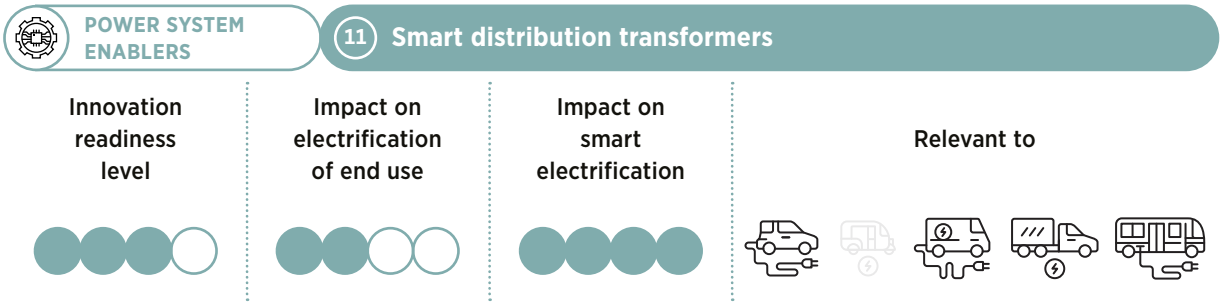 POWER SYSTEM
ENABLERS
11 Smart distribution transformers
Innovation
readiness
level
Impact on
electrification
of end use
Impact on
smart
electrification
Relevant to